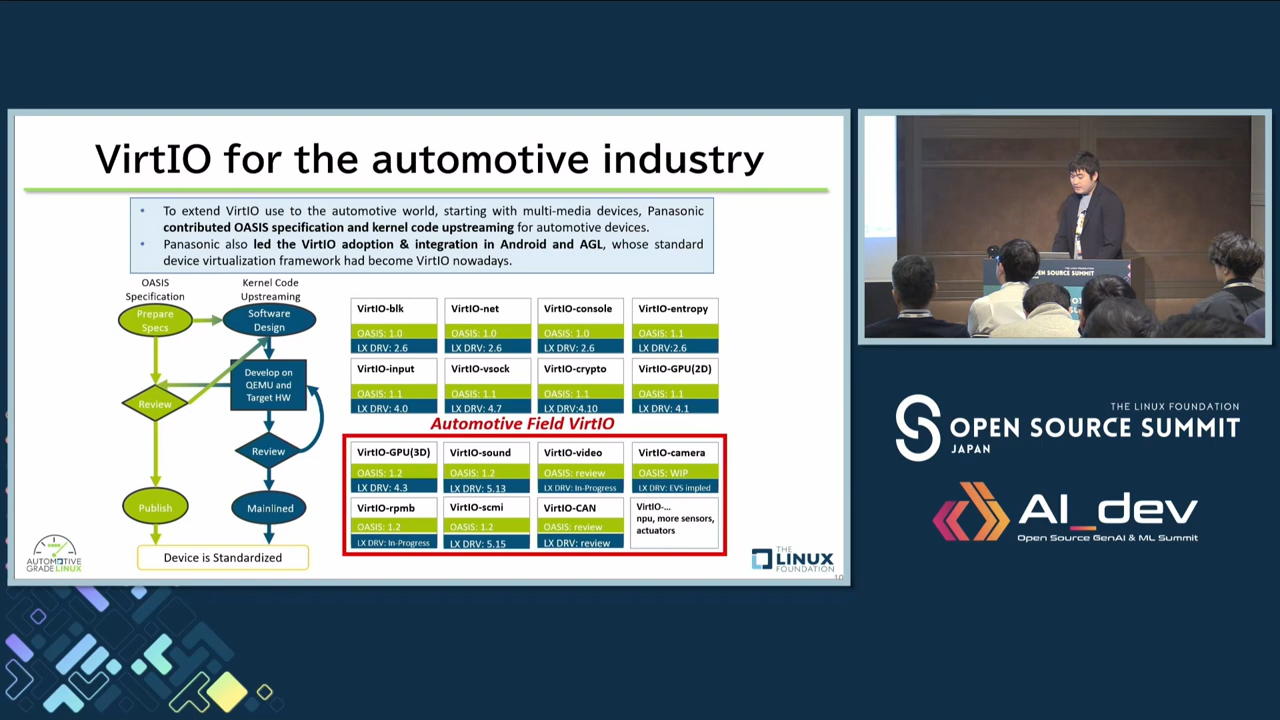 VirtIO for the automotive industry
• To extend VirtIO use to the automotive world, starting with multi-media devices, Panasonic
contributed OASIS specification and kernel code upstreaming for automotive devices.
• Panasonic also led the VirtIO adoption & integration in Android and AGL, whose standard
device virtualization framework had become VirtIO nowadays.
OASIS
Specification
Kernel Code
Upstreaming
Prepare
Specs
Software
Design
Develop on
QEMU and
Target HW
Review
Review
Publish
Mainlined
Device is Standardized
VirtIO-blk
OASIS: 1.0
LX DRV: 2.6
VirtIO-net
OASIS: 1.0
LX DRV: 2.6
VirtIO-console
OASIS: 1.0
LX DRV: 2.6
VirtIO-entropy
OASIS: 1.1
LX DRV:2.6
VirtIO-input
OASIS: 1.1
LX DRV: 4.0
VirtIO-vsock
OASIS: 1.1
LX DRV: 4.7
VirtIO-crypto
OASIS: 1.1
LX DRV:4.10
VirtIO-GPU(2D)
OASIS: 1.1
LX DRV: 4.1
Automotive Field VirtIO
VirtIO-GPU(3D)
OASIS: 1.2
LX DRV: 4.3
VirtIO-sound
OASIS: 1.2
LX DRV: 5.13
VirtIO-video
OASIS: review
LX DRV: In-Progress
VirtIO-camera
OASIS: WIP
LX DRV: EVS impled
VirtIO-rpmb
OASIS: 1.2
LX DRV: In-Progress
VirtIO-scmi
OASIS: 1.2
LX DRV: 5.15
VirtIO-CAN
OASIS: review
LX DRV: review
VirtIO-...
npu, more sensors,
actuators
AUTOMOTIVE
GRADE LINUX
THE
LINUX
FOUNDATION
10
THE LINUX FOUNDATION
OPEN SOURCE SUMMIT
THE LINUX FOUNDATION
OPEN SOURCE SUMMIT
JAPAN
AI_dev
Open Source GenAI & ML Summit